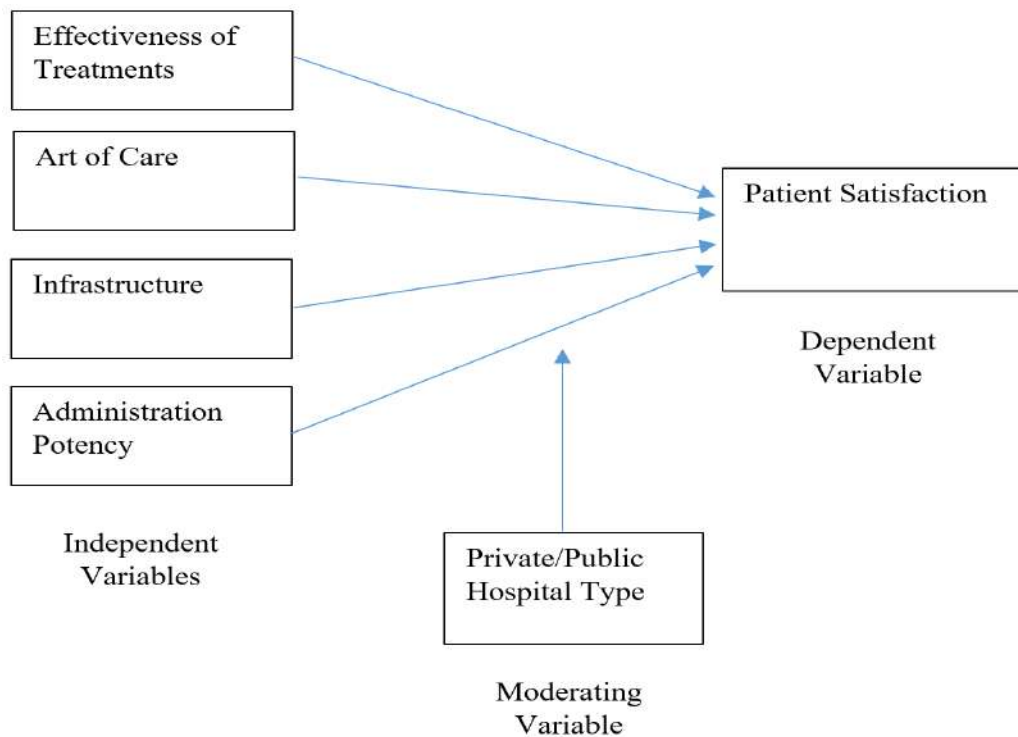 Effectiveness of
Treatments
Art of Care
Patient Satisfaction
Infrastructure
Dependent
Variable
Administration
Potency
Independent
Variables
Private/Public
Hospital Type
Moderating
Variable